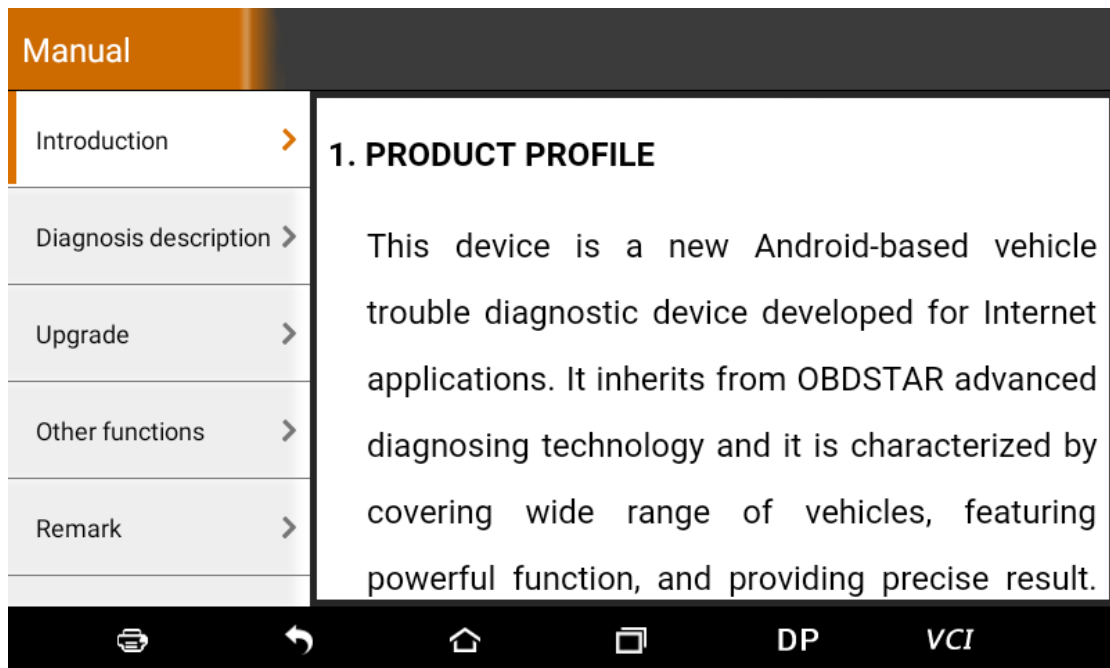 Manual
Introduction
Diagnosis description
Upgrade
Other functions
Remark
1. PRODUCT PROFILE
This device is a new Android-based vehicle
trouble diagnostic device developed for Internet
applications. It inherits from OBDSTAR advanced
diagnosing technology and it is characterized by
covering wide range of vehicles, featuring
powerful function, and providing precise result.
DP VCI